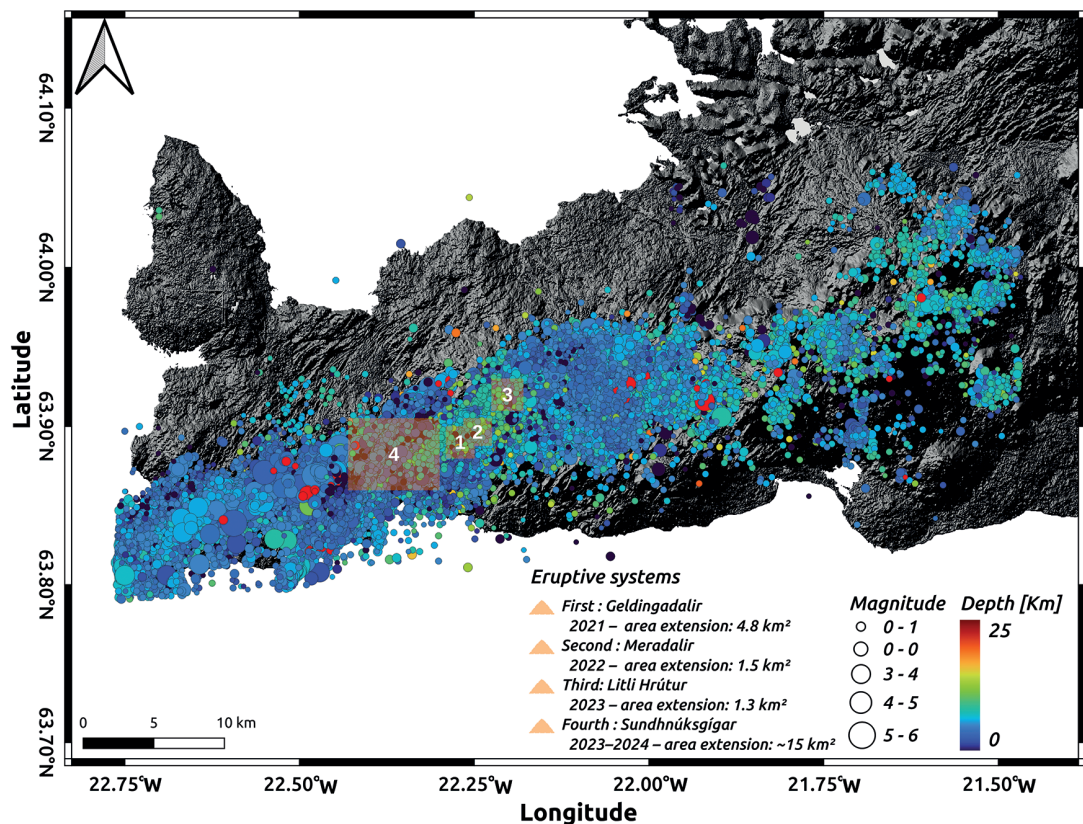 64.10°N
64.00°N
63.90°N
63.80°N
63.70°N
Latitude
3
1
2
4
Eruptive systems
First : Geldingadalir
2021 – area extension: 4.8 km²
Second : Meradalir
2022 – area extension: 1.5 km²
Third: Litli Hrútur
2023 – area extension: 1.3 km²
Fourth : Sundhnúksgígar
2023–2024 – area extension: ~15 km²
Magnitude
0 - 1
0 - 0
3 - 4
4 - 5
5 - 6
Depth [Km]
25
0
0 5 10 km
22.75°W 22.50°W 22.25°W 22.00°W 21.75°W 21.50°W
Longitude